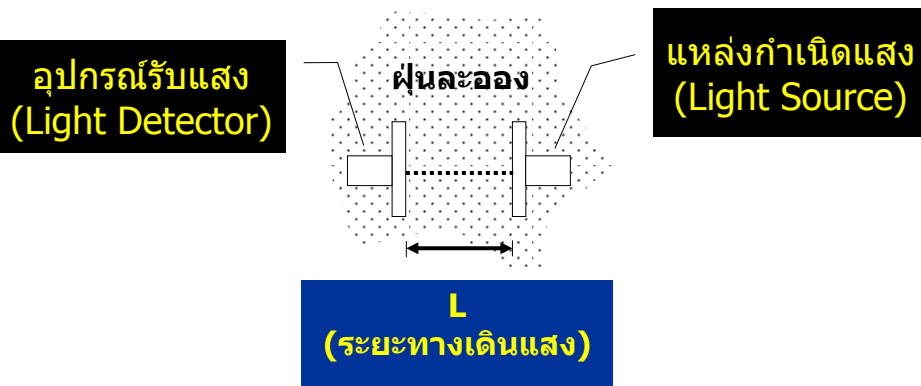 อุปกรณ์รับแสง
(Light Detector)
ฝุ่นละออง
แหล่งกำเนิดแสง
(Light Source)
L
(ระยะทางเดินแสง)